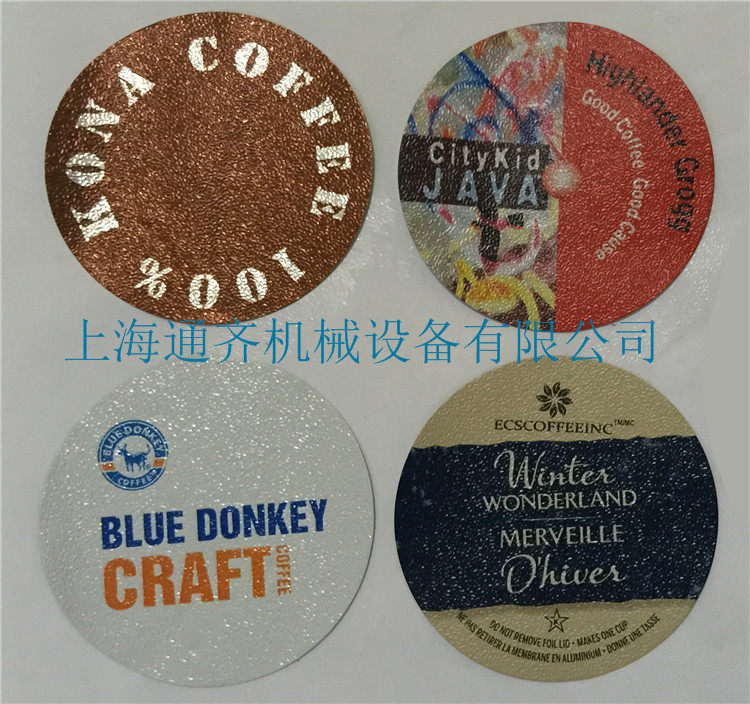 KONA COFFEE 100%
CityKid
JAVA
Highlander Grogg
Good Coffee Good Cause
上海通齐机械设备有限公司
BLUE DONKEY
COFFEE
BLUE DONKEY
CRAFT
COFFEE
ECSCOFFEEINC™/MC
Winter
WONDERLAND
MERVEILLE
D'hiver
K
DO NOT REMOVE FOIL LID • MAKES ONE CUP
NE PAS RETIRER LA MEMBRANE EN ALUMINIUM • DONNE UNE TASSE